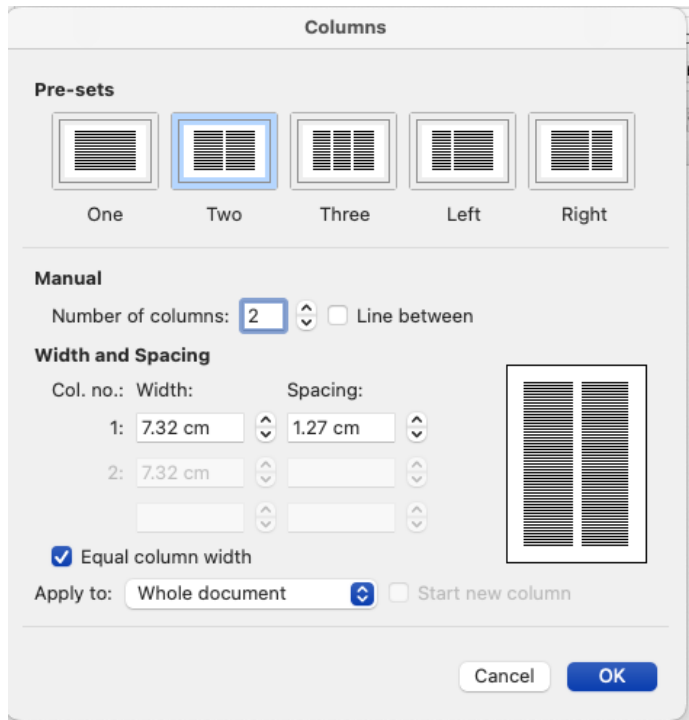 Columns
Pre-sets
One Two Three Left Right
Manual
Number of columns: 2 Line between
Width and Spacing
Col. no.: Width: Spacing:
1: 7.32 cm 1.27 cm
2: 7.32 cm
Equal column width
Apply to: Whole document Start new column
Cancel OK